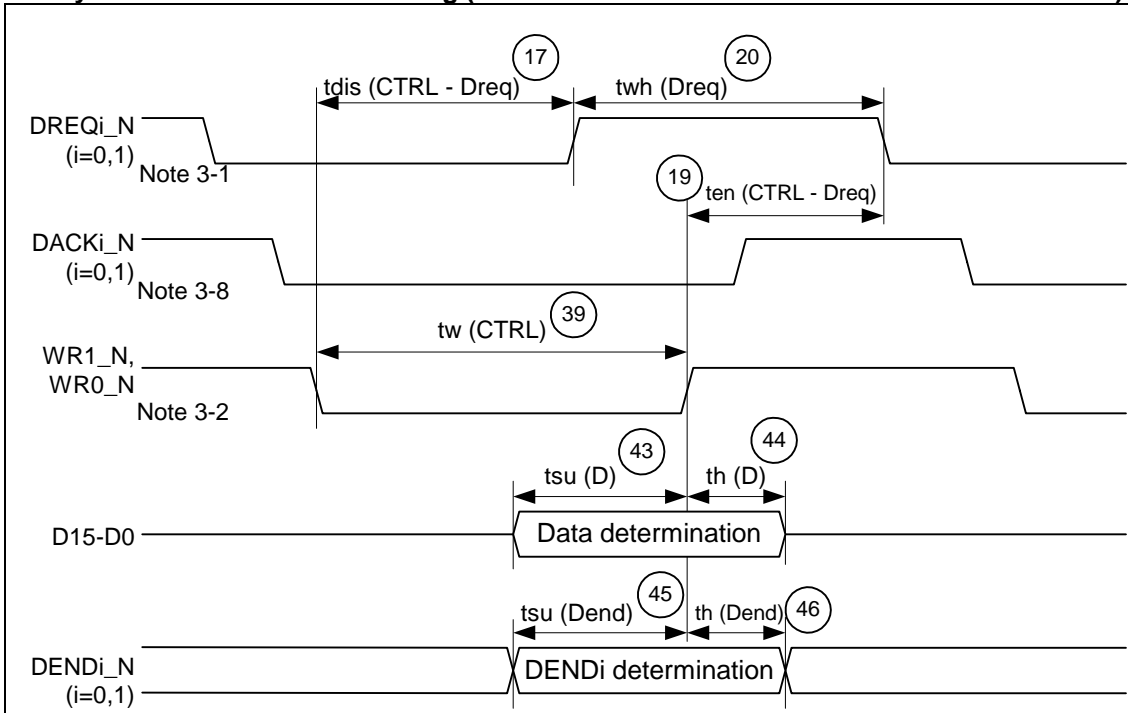 17
20
tdis (CTRL - Dreq)
twh (Dreq)
DREQi_N
(i=0,1)
Note 3-1
19
ten (CTRL - Dreq)
DACKi_N
(i=0,1)
Note 3-8
39
tw (CTRL)
WR1_N,
WR0_N
Note 3-2
43
44
tsu (D)
th (D)
D15-D0
Data determination
45
46
tsu (Dend)
th (Dend)
DENDi_N
(i=0,1)
DENDi determination